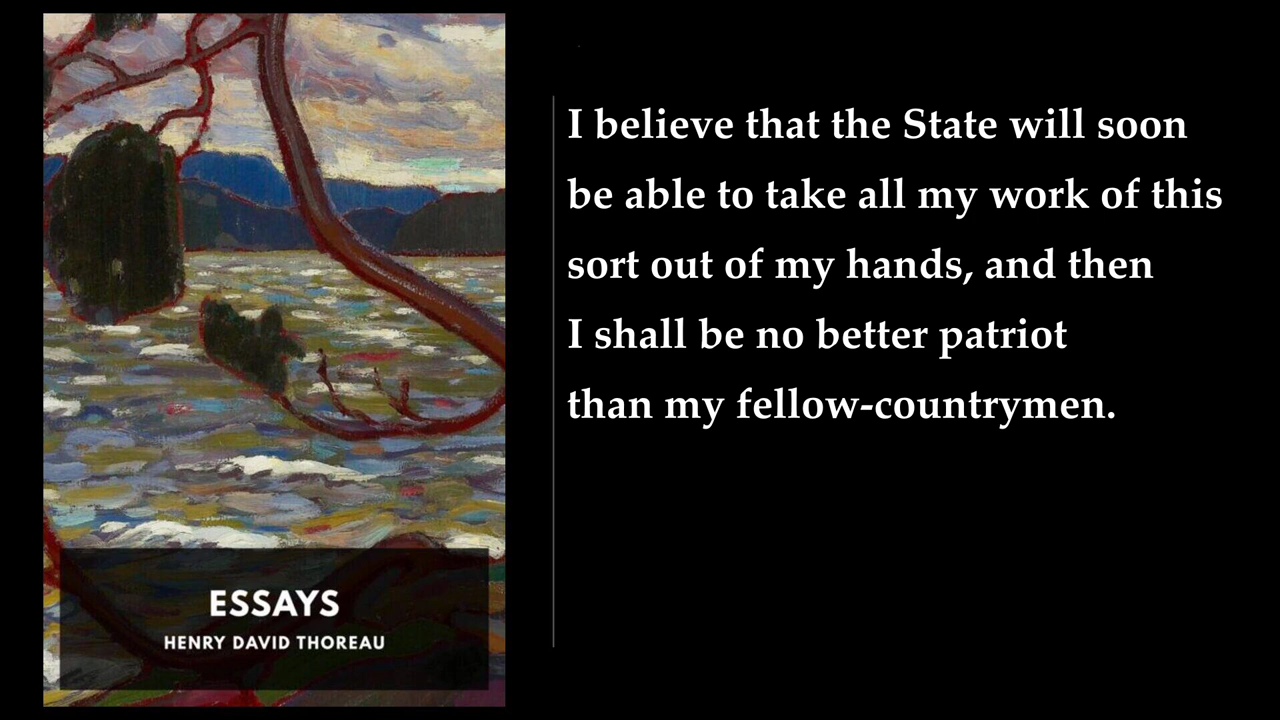 ESSAYS
HENRY DAVID THOREAU
I believe that the State will soon
be able to take all my work of this
sort out of my hands, and then
I shall be no better patriot
than my fellow-countrymen.